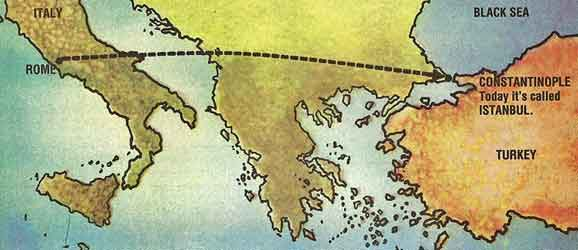 ITALY
BLACK SEA
ROME
CONSTANTINOPLE
Today it's called
ISTANBUL.
TURKEY